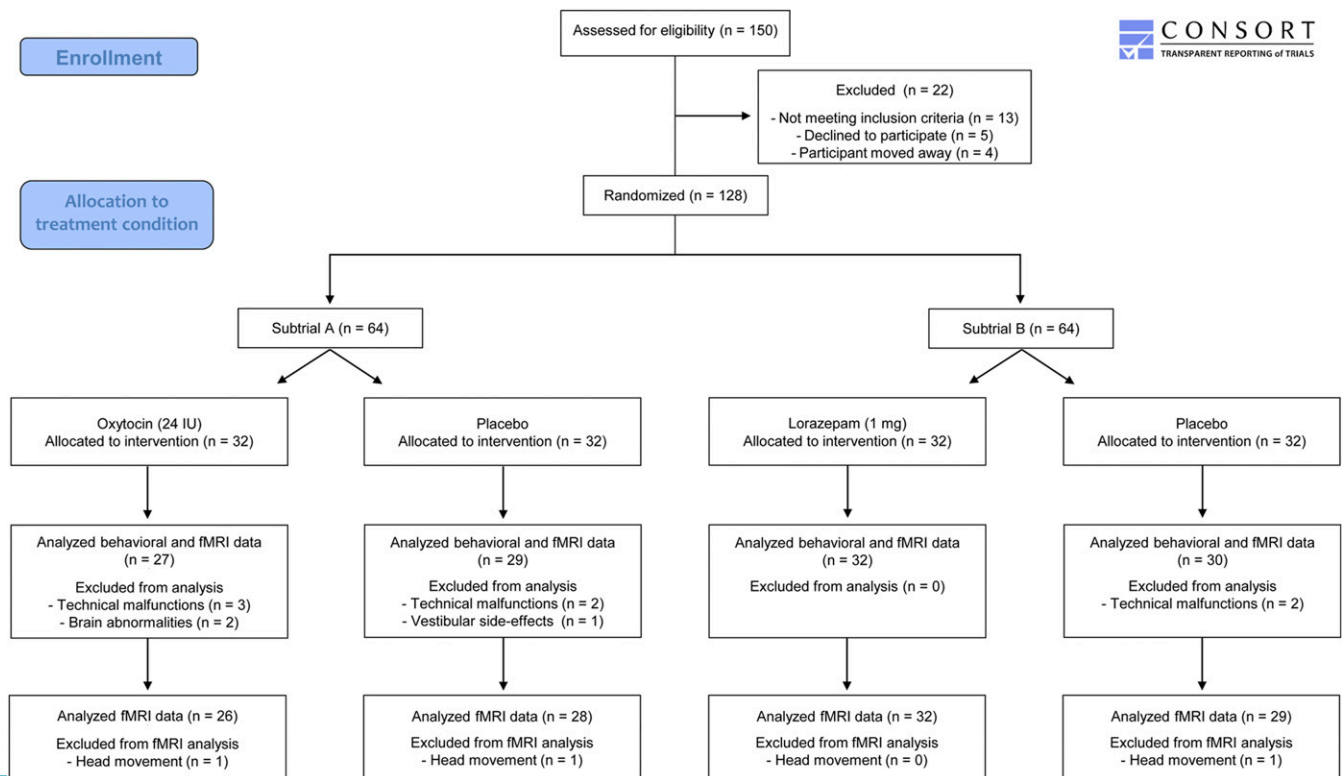 Assessed for eligibility (n = 150)
CONSORT
TRANSPARENT REPORTING of TRIALS
Enrollment
Excluded (n = 22)
- Not meeting inclusion criteria (n = 13)
- Declined to participate (n = 5)
- Participant moved away (n = 4)
Allocation to
treatment condition
Randomized (n = 128)
Subtrial A (n = 64)
Subtrial B (n = 64)
Oxytocin (24 IU)
Allocated to intervention (n = 32)
Placebo
Allocated to intervention (n = 32)
Lorazepam (1 mg)
Allocated to intervention (n = 32)
Placebo
Allocated to intervention (n = 32)
Analyzed behavioral and fMRI data
(n = 27)
Excluded from analysis
- Technical malfunctions (n = 3)
- Brain abnormalities (n = 2)
Analyzed behavioral and fMRI data
(n = 29)
Excluded from analysis
- Technical malfunctions (n = 2)
- Vestibular side-effects (n = 1)
Analyzed behavioral and fMRI data
(n = 32)
Excluded from analysis (n = 0)
Analyzed behavioral and fMRI data
(n = 30)
Excluded from analysis
- Technical malfunctions (n = 2)
Analyzed fMRI data (n = 26)
Excluded from fMRI analysis
- Head movement (n = 1)
Analyzed fMRI data (n = 28)
Excluded from fMRI analysis
- Head movement (n = 1)
Analyzed fMRI data (n = 32)
Excluded from fMRI analysis
- Head movement (n = 0)
Analyzed fMRI data (n = 29)
Excluded from fMRI analysis
- Head movement (n = 1)